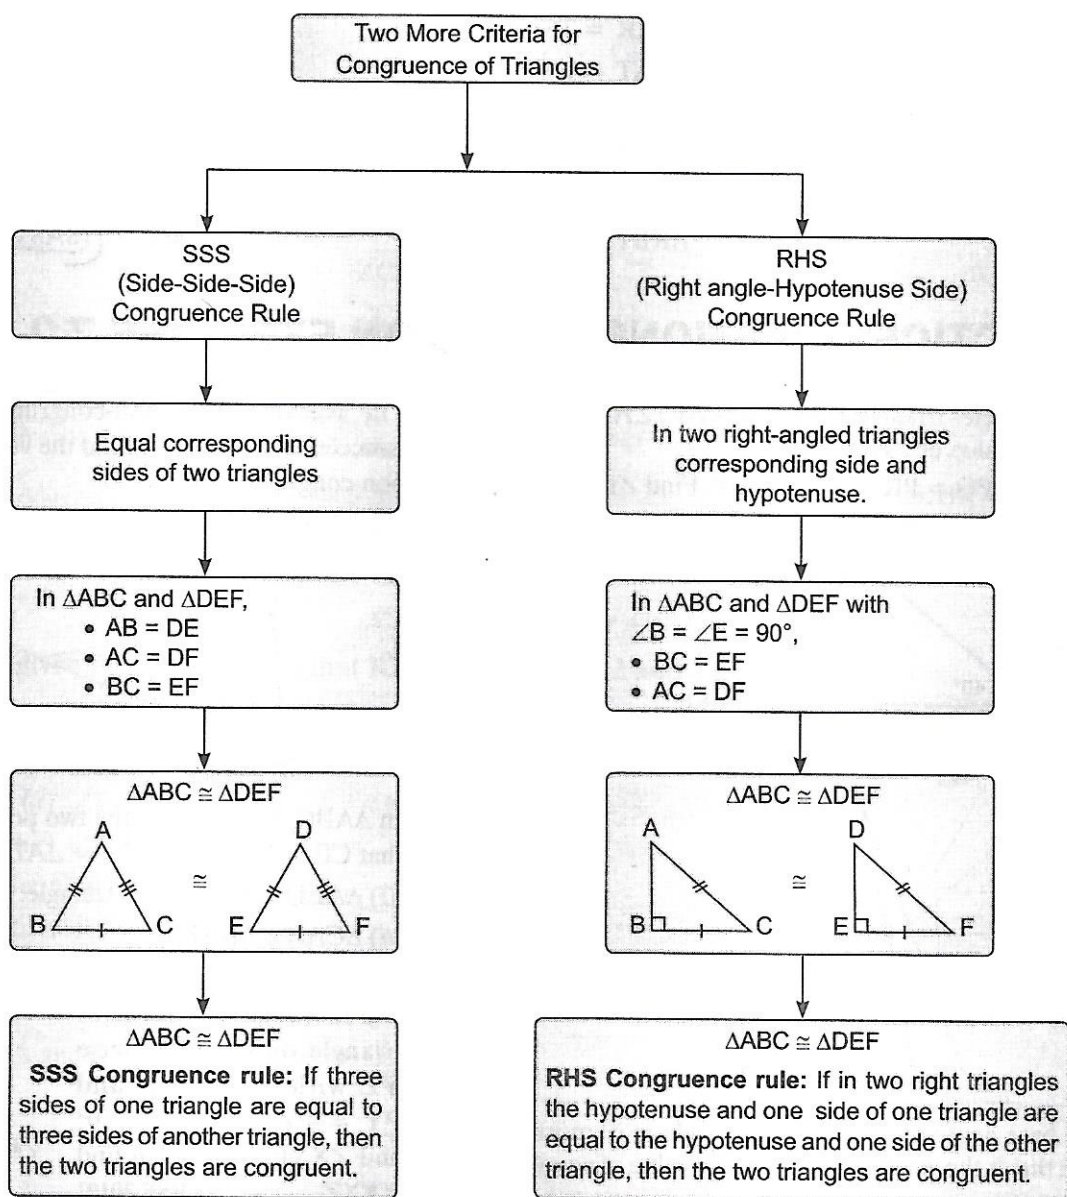 Two More Criteria for
Congruence of Triangles
SSS
(Side-Side-Side)
Congruence Rule
Equal corresponding
sides of two triangles
In ΔABC and ΔDEF,
• AB = DE
• AC = DF
• BC = EF
ΔABC ≅ ΔDEF
A
D
≅
B
C
E
F
ΔABC ≅ ΔDEF
SSS Congruence rule: If three
sides of one triangle are equal to
three sides of another triangle, then
the two triangles are congruent.
RHS
(Right angle-Hypotenuse Side)
Congruence Rule
In two right-angled triangles
corresponding side and
hypotenuse.
In ΔABC and ΔDEF with
∠B = ∠E = 90°,
• BC = EF
• AC = DF
ΔABC ≅ ΔDEF
A
D
≅
B
C
E
F
ΔABC ≅ ΔDEF
RHS Congruence rule: If in two right triangles
the hypotenuse and one side of one triangle are
equal to the hypotenuse and one side of the other
triangle, then the two triangles are congruent.